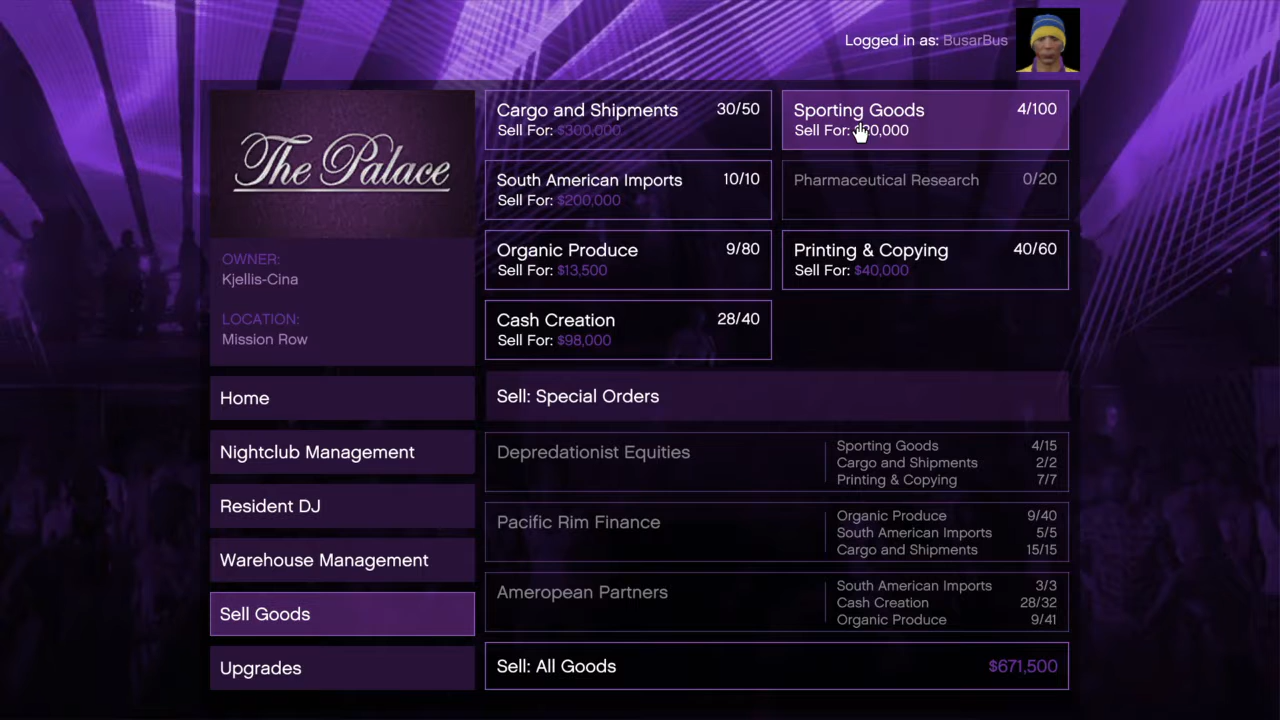 Logged in as: BusarBus
The Palace
OWNER:
Kjellis-Cina
LOCATION:
Mission Row
Home
Nightclub Management
Resident DJ
Warehouse Management
Sell Goods
Upgrades
Cargo and Shipments 30/50
Sell For: $300,000
Sporting Goods 4/100
Sell For: $20,000
South American Imports 10/10
Sell For: $200,000
Pharmaceutical Research 0/20
Organic Produce 9/80
Sell For: $13,500
Printing & Copying 40/60
Sell For: $40,000
Cash Creation 28/40
Sell For: $98,000
Sell: Special Orders
Depredationist Equities
Sporting Goods 4/15
Cargo and Shipments 2/2
Printing & Copying 7/7
Pacific Rim Finance
Organic Produce 9/40
South American Imports 5/5
Cargo and Shipments 15/15
Ameropean Partners
South American Imports 3/3
Cash Creation 28/32
Organic Produce 9/41
Sell: All Goods $671,500